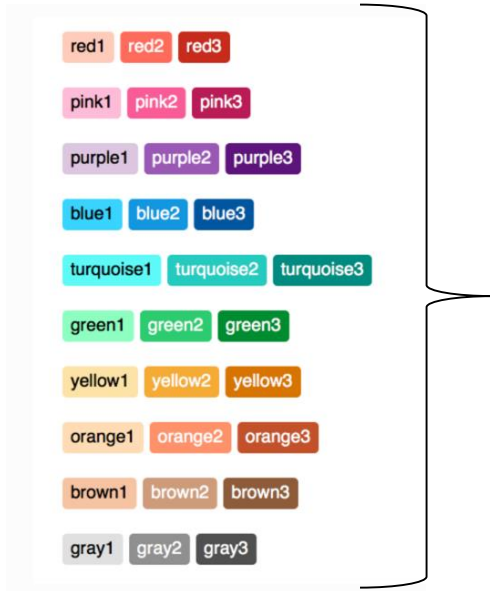 red1 red2 red3
pink1 pink2 pink3
purple1 purple2 purple3
blue1 blue2 blue3
turquoise1 turquoise2 turquoise3
green1 green2 green3
yellow1 yellow2 yellow3
orange1 orange2 orange3
brown1 brown2 brown3
gray1 gray2 gray3